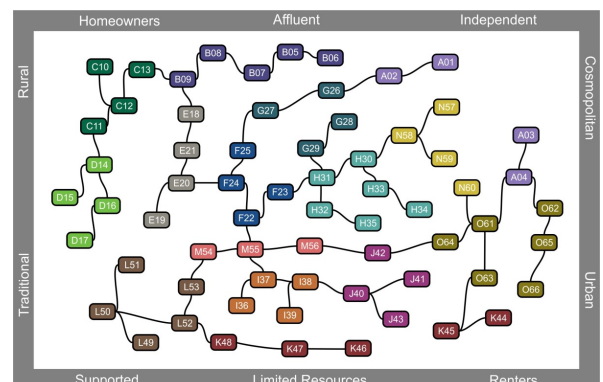 Homeowners Affluent Independent
Rural
Cosmopolitan
Traditional
Urban
B08 B05 B06
C10 C13 B09 B07 A02 A01
G26
C12 G27 N57
E18 G28
C11 N58 A03
E21 F25 G29 H30 N59
D14 H31 A04
E20 F24 F23 H33 N60
D15 D16 H32 H34 O62
E19 F22 H35 O61
D17 M54 M55 M56 J42 O64 O65
L51 I37 I38 J41 O63
L53 J40 O66
L50 I36 I39 J43
L52 K44
L49 K48 K47 K46 K45
Supported Limited Resources Renters